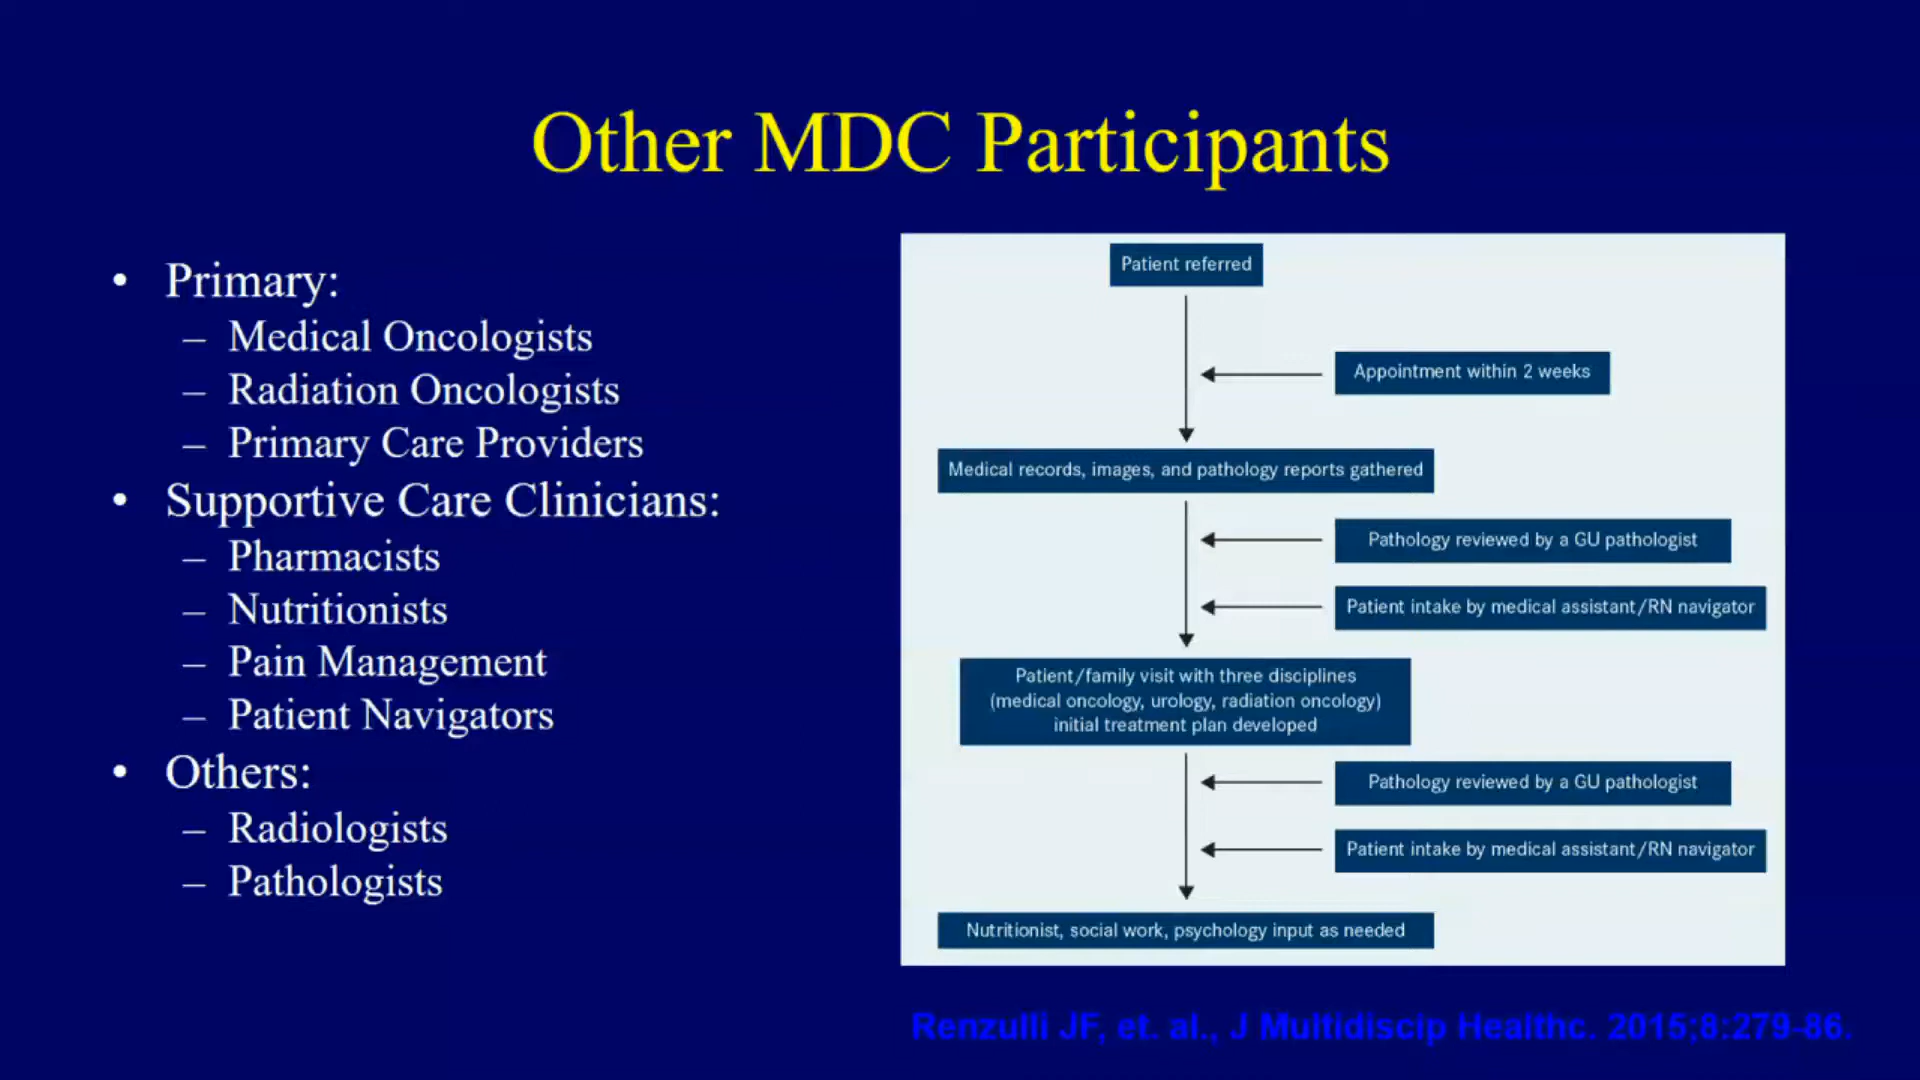 Other MDC Participants
• Primary:
– Medical Oncologists
– Radiation Oncologists
– Primary Care Providers
• Supportive Care Clinicians:
– Pharmacists
– Nutritionists
– Pain Management
– Patient Navigators
• Others:
– Radiologists
– Pathologists
Patient referred
Appointment within 2 weeks
Medical records, images, and pathology reports gathered
Pathology reviewed by a GU pathologist
Patient intake by medical assistant/RN navigator
Patient/family visit with three disciplines
(medical oncology, urology, radiation oncology)
initial treatment plan developed
Pathology reviewed by a GU pathologist
Patient intake by medical assistant/RN navigator
Nutritionist, social work, psychology input as needed
Renzulli JF, et. al., J Multidiscip Healthc. 2015;8:279-86.